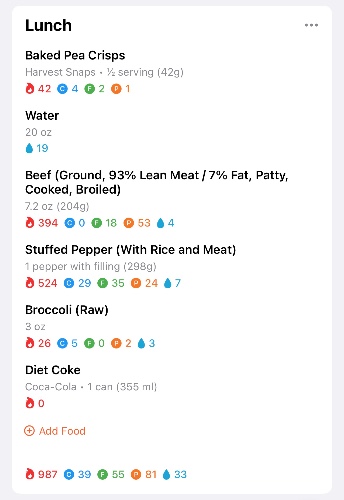 Lunch
Baked Pea Crisps
Harvest Snaps • ½ serving (42g)
42 C 4 F 2 P 1
Water
20 oz
19
Beef (Ground, 93% Lean Meat / 7% Fat, Patty,
Cooked, Broiled)
7.2 oz (204g)
394 C 0 F 18 P 53 4
Stuffed Pepper (With Rice and Meat)
1 pepper with filling (298g)
524 C 29 F 35 P 24 7
Broccoli (Raw)
3 oz
26 C 5 F 0 P 2 3
Diet Coke
Coca-Cola • 1 can (355 ml)
0
Add Food
987 C 39 F 55 P 81 33